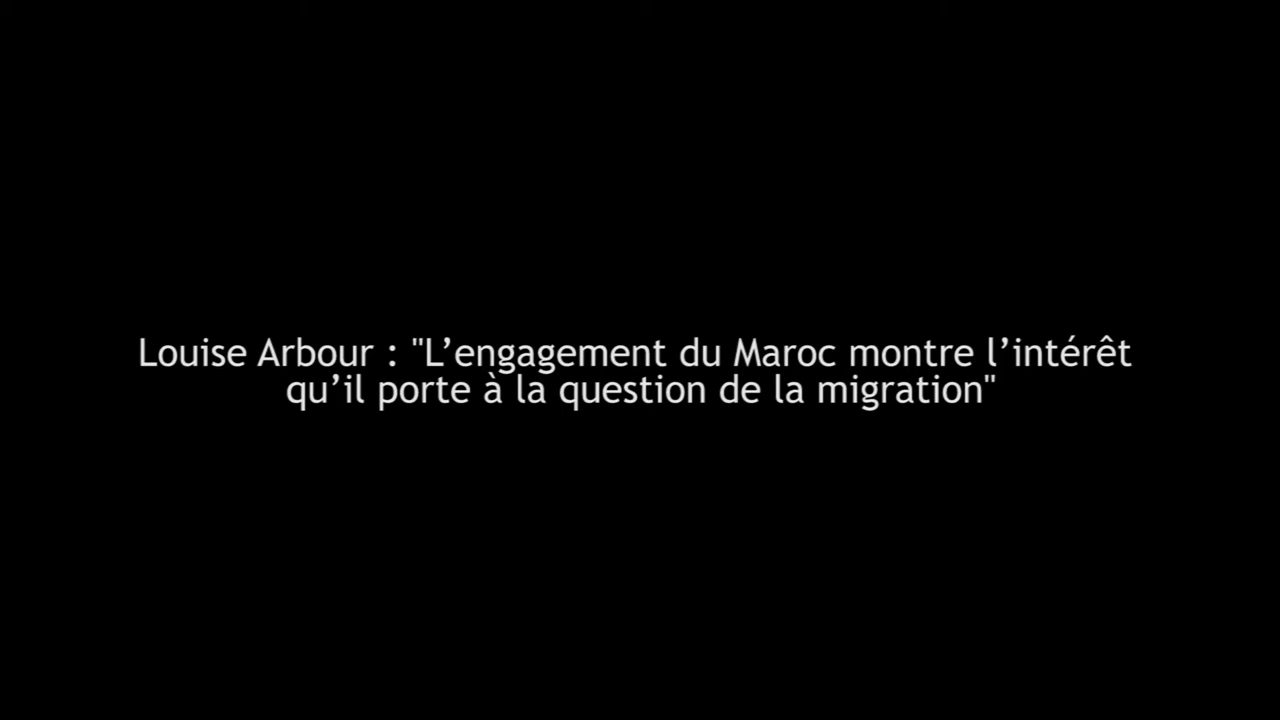 Louise Arbour : "L’engagement du Maroc montre l’intérêt
qu’il porte à la question de la migration"